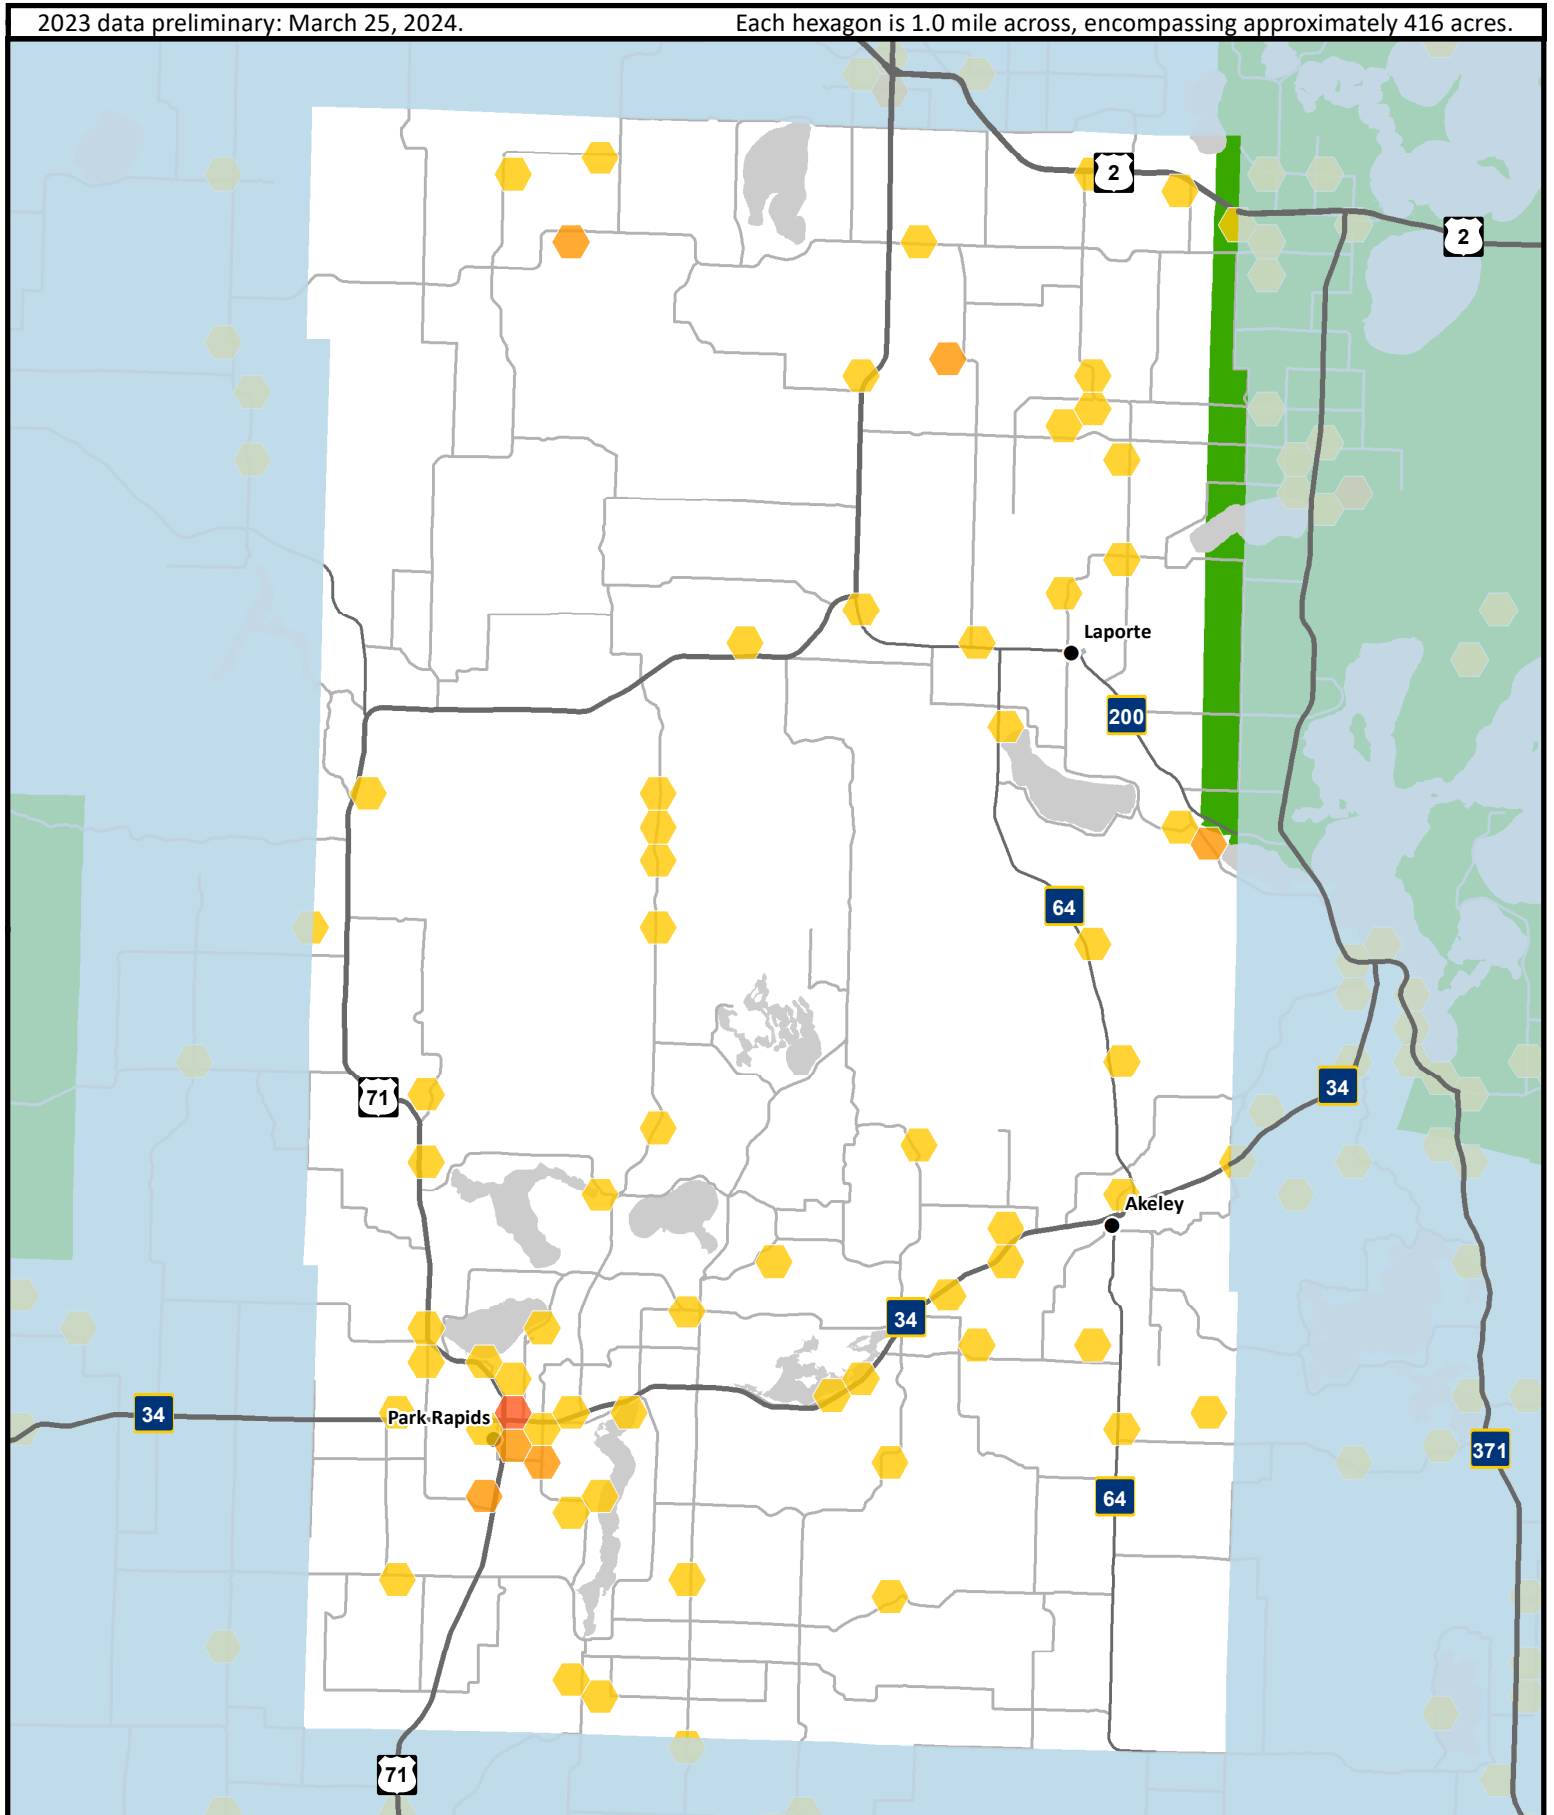 2023 data preliminary: March 25, 2024. Each hexagon is 1.0 mile across, encompassing approximately 416 acres.
2
2
Laporte
200
64
34
71
Akeley
34
34
Park Rapids
371
64
71